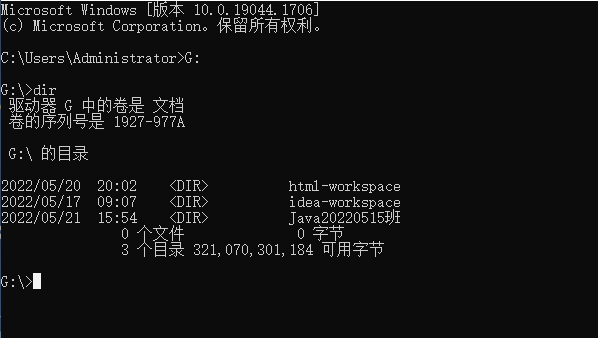 Microsoft Windows [版本 10.0.19044.1706]
(c) Microsoft Corporation。保留所有权利。
C:\Users\Administrator>G:
G:\>dir
驱动器 G 中的卷是 文档
卷的序列号是 1927-977A
G:\ 的目录
2022/05/20  20:02    <DIR>          html-workspace
2022/05/17  09:07    <DIR>          idea-workspace
2022/05/21  15:54    <DIR>          Java20220515班
0 个文件              0 字节
3 个目录 321,070,301,184 可用字节
G:\>